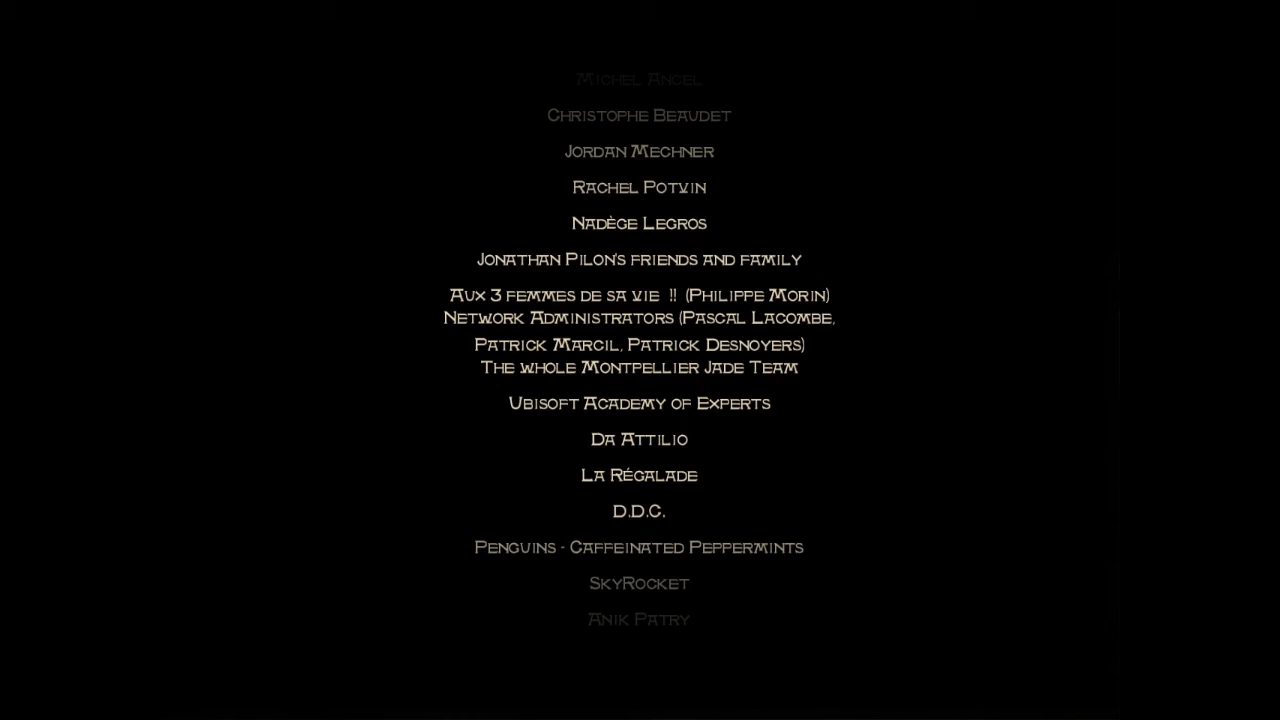 Michel Ancel
Christophe Beaudet
Jordan Mechner
Rachel Potvin
Nadège Legros
Jonathan Pilon's friends and family
Aux 3 femmes de sa vie !! (Philippe Morin)
Network Administrators (Pascal Lacombe,
Patrick Marcil, Patrick Desnoyers)
The whole Montpellier Jade Team
Ubisoft Academy of Experts
Da Attilio
La Régalade
D.D.C.
Penguins - Caffeinated Peppermints
SkyRocket
Anik Patry